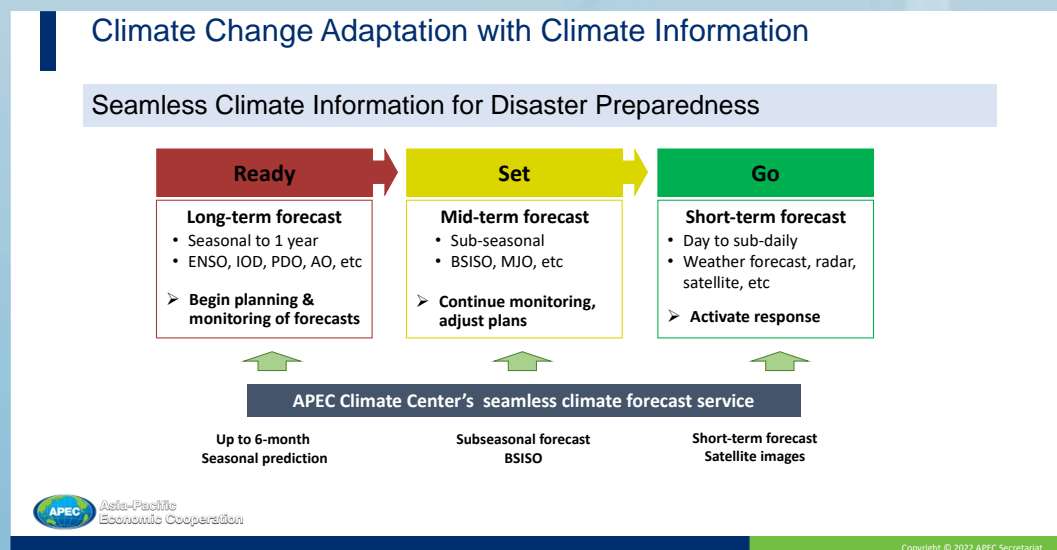 Climate Change Adaptation with Climate Information
Seamless Climate Information for Disaster Preparedness
Ready
Set
Go
Long-term forecast
• Seasonal to 1 year
• ENSO, IOD, PDO, AO, etc
➢ Begin planning &
monitoring of forecasts
Mid-term forecast
• Sub-seasonal
• BSISO, MJO, etc
➢ Continue monitoring,
adjust plans
Short-term forecast
• Day to sub-daily
• Weather forecast, radar,
satellite, etc
➢ Activate response
APEC Climate Center's seamless climate forecast service
Up to 6-month
Seasonal prediction
Subseasonal forecast
BSISO
Short-term forecast
Satellite images
APEC
Asia-Pacific
Economic Cooperation
Copyright © 2022 APEC Secretariat